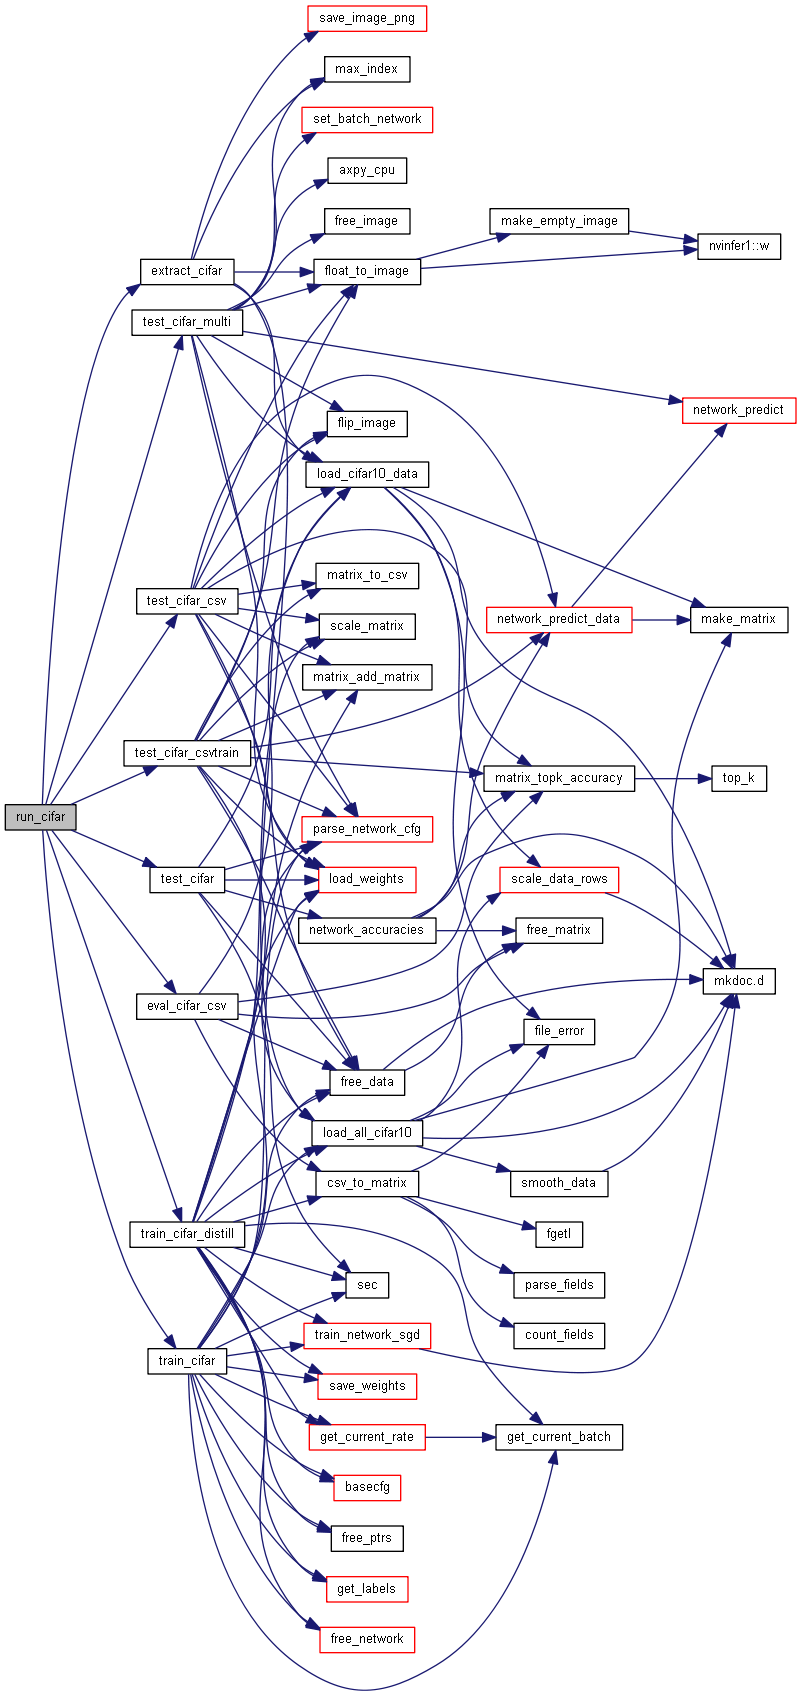 save_image_png
max_index
set_batch_network
axpy_cpu
free_image
make_empty_image
nvinfer1::w
extract_cifar
float_to_image
test_cifar_multi
network_predict
flip_image
load_cifar10_data
matrix_to_csv
test_cifar_csv
network_predict_data
make_matrix
scale_matrix
matrix_add_matrix
test_cifar_csvtrain
matrix_topk_accuracy
top_k
run_cifar
parse_network_cfg
test_cifar
load_weights
scale_data_rows
network_accuracies
free_matrix
mkdoc.d
eval_cifar_csv
file_error
free_data
load_all_cifar10
csv_to_matrix
smooth_data
train_cifar_distill
fgetl
sec
parse_fields
train_network_sgd
count_fields
train_cifar
save_weights
get_current_rate
get_current_batch
basecfg
free_ptrs
get_labels
free_network